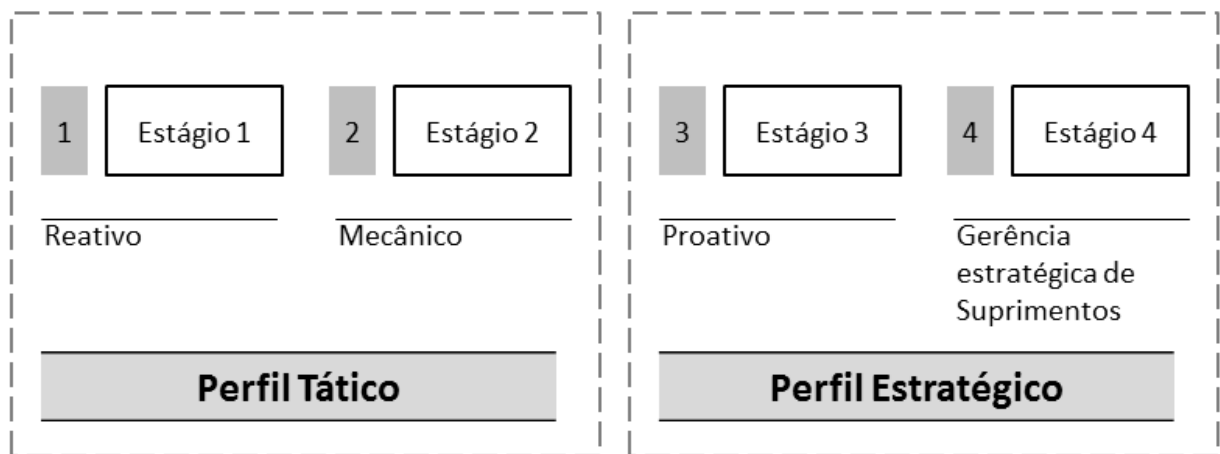 1
Estágio 1
2
Estágio 2
Reativo
Mecânico
Perfil Tático
3
Estágio 3
4
Estágio 4
Proativo
Gerência
estratégica de
Suprimentos
Perfil Estratégico